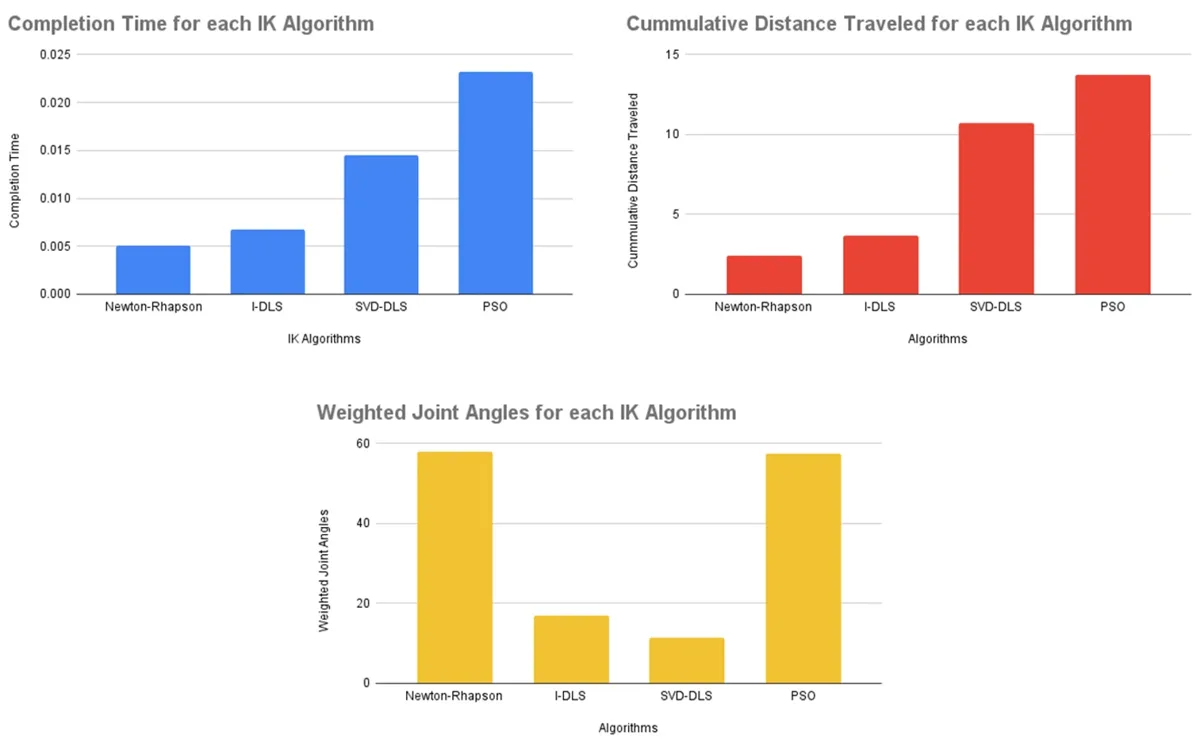 Completion Time for each IK Algorithm
0.025
0.020
0.015
0.010
0.005
0.000
Completion Time
Newton-Rhapson I-DLS SVD-DLS PSO
IK Algorithms
Cummulative Distance Traveled for each IK Algorithm
15
10
5
0
Cummulative Distance Traveled
Newton-Rhapson I-DLS SVD-DLS PSO
Algorithms
Weighted Joint Angles for each IK Algorithm
60
40
20
0
Weighted Joint Angles
Newton-Rhapson I-DLS SVD-DLS PSO
Algorithms